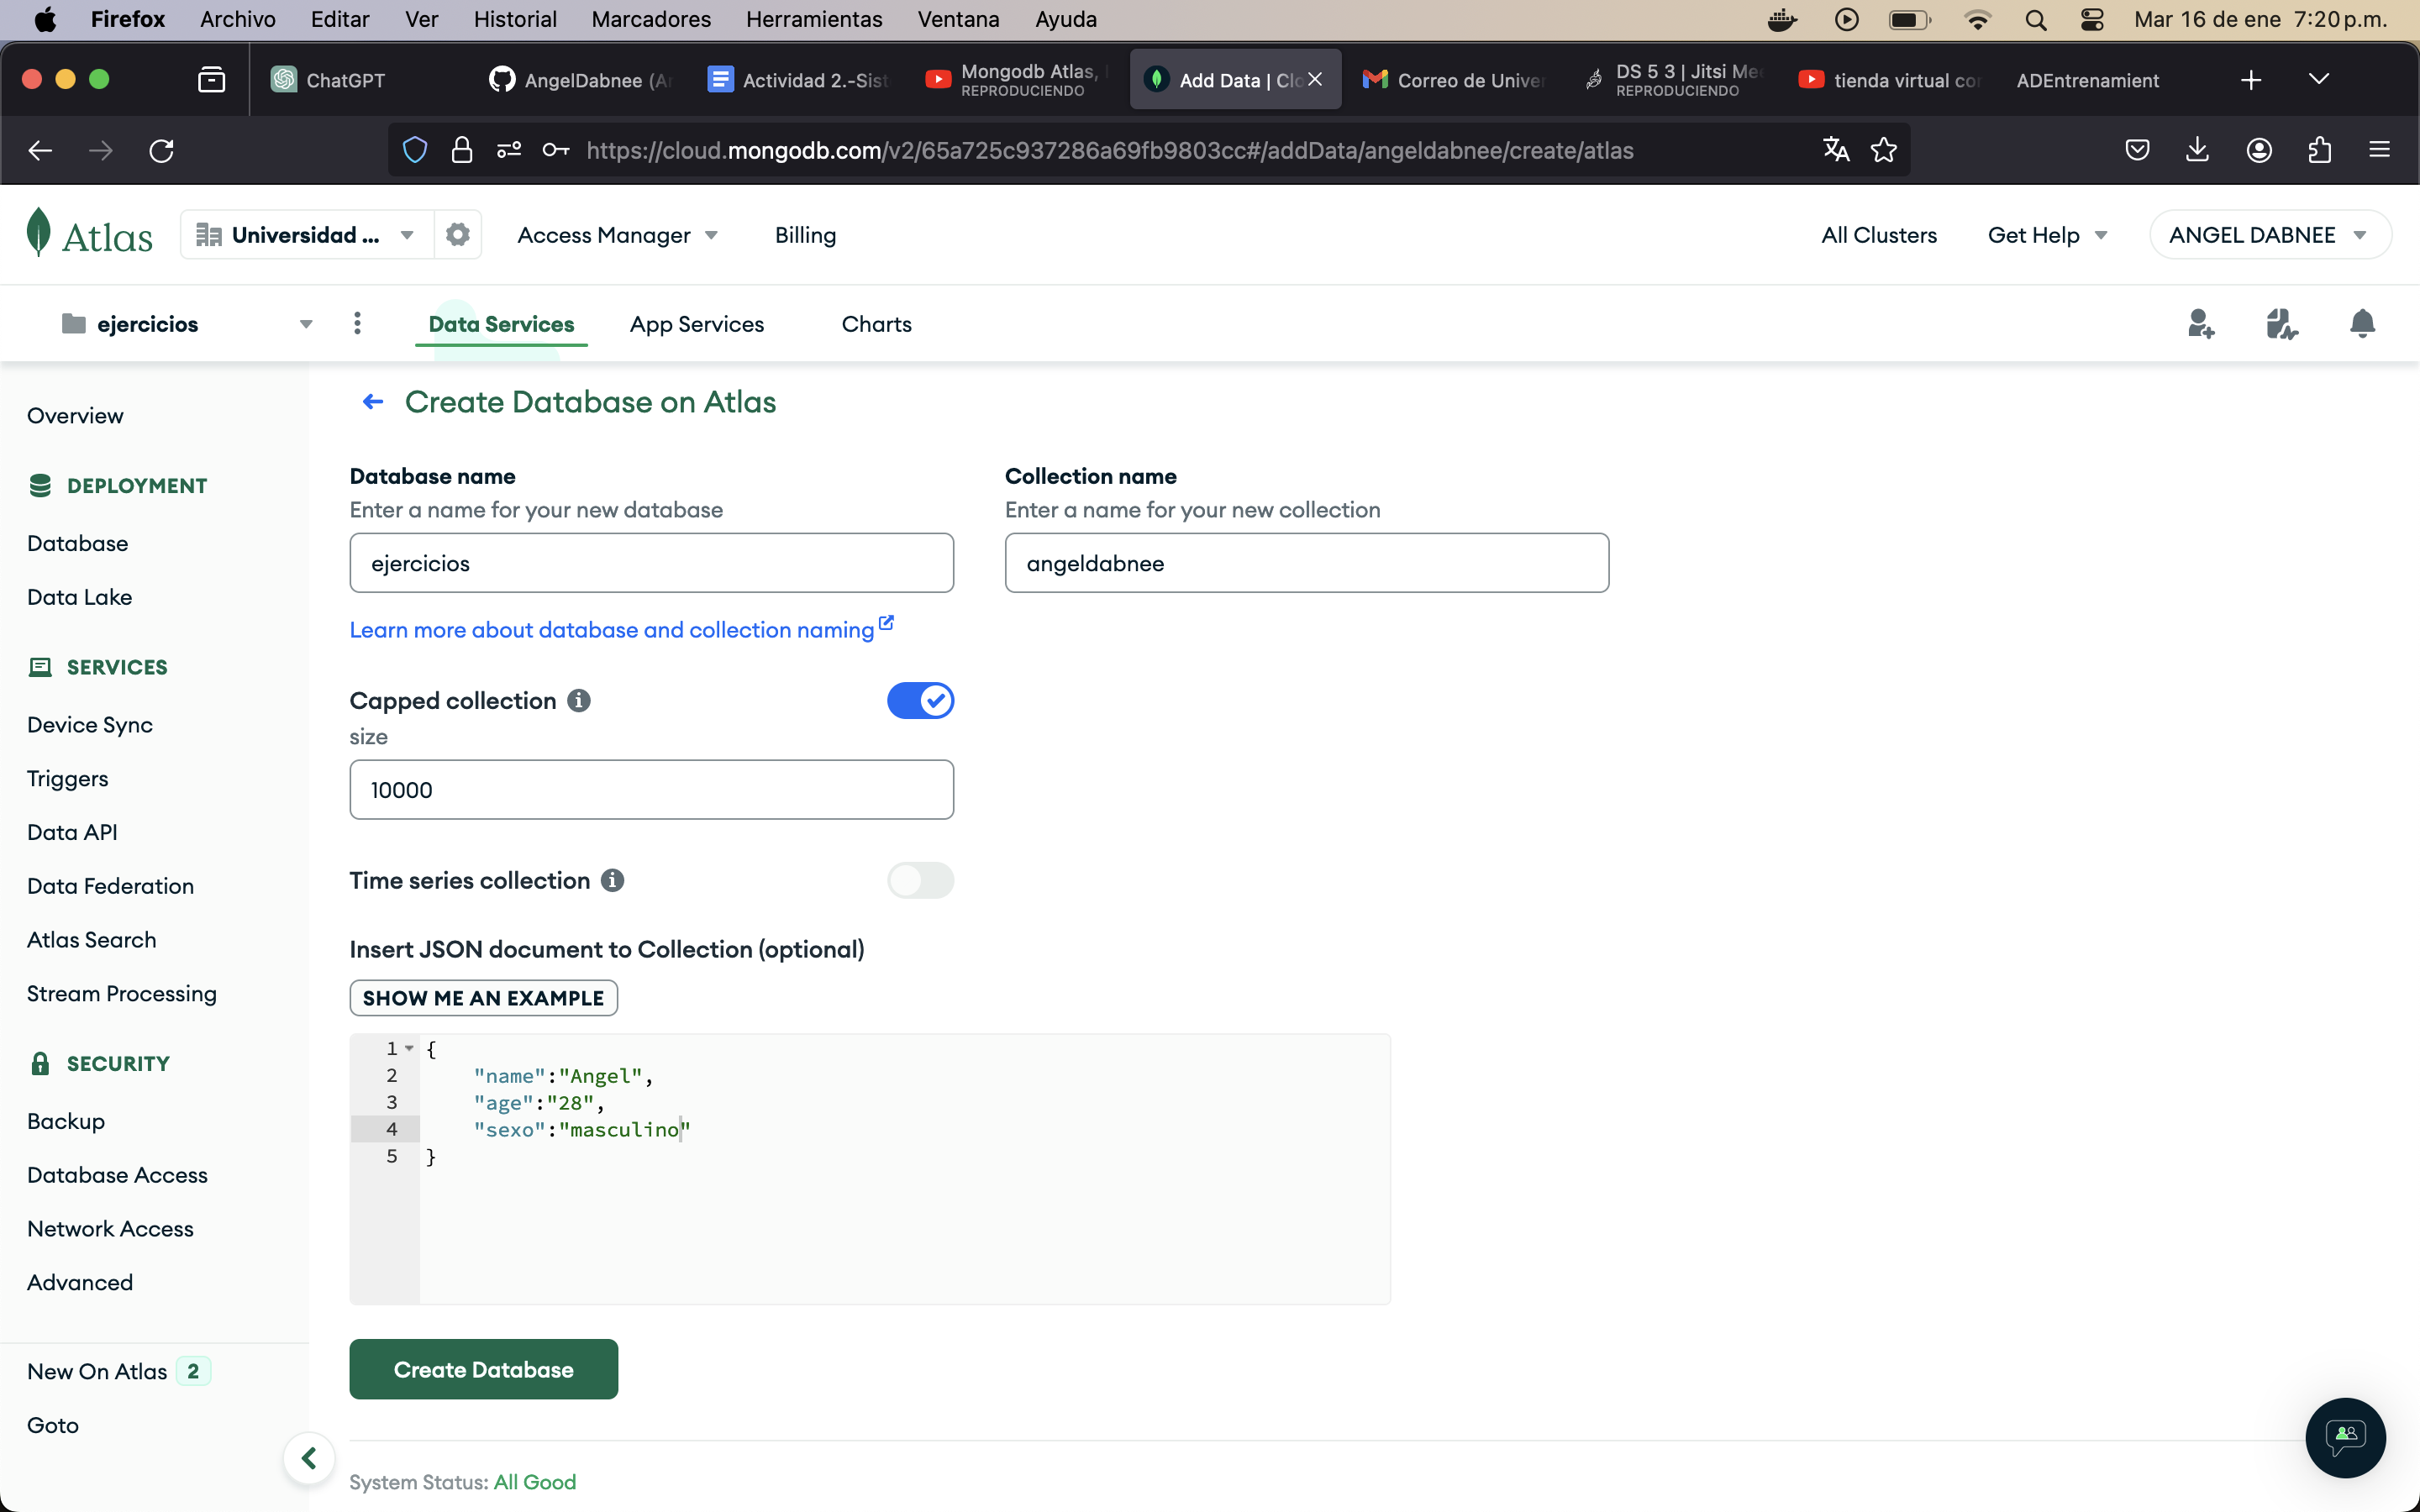 Firefox Archivo Editar Ver Historial Marcadores Herramientas Ventana Ayuda Mar 16 de ene 7:20 p.m.
ChatGPT
AngelDabnee (A
Actividad 2.-Sist
Mongodb Atlas,
REPRODUCIENDO
Add Data | Clo
Correo de Univer
DS 5 3 | Jitsi Mee
REPRODUCIENDO
tienda virtual co
ADEntrenamient
https://cloud.mongodb.com/v2/65a725c937286a69fb9803cc#/addData/angeldabnee/create/atlas
Atlas
Universidad ...
Access Manager
Billing
All Clusters
Get Help
ANGEL DABNEE
ejercicios
Data Services
App Services
Charts
Overview
DEPLOYMENT
Database
Data Lake
SERVICES
Device Sync
Triggers
Data API
Data Federation
Atlas Search
Stream Processing
SECURITY
Backup
Database Access
Network Access
Advanced
New On Atlas 2
Goto
Create Database on Atlas
Database name
Enter a name for your new database
ejercicios
Collection name
Enter a name for your new collection
angeldabnee
Learn more about database and collection naming
Capped collection
size
10000
Time series collection
Insert JSON document to Collection (optional)
SHOW ME AN EXAMPLE
1 {
2 "name":"Angel",
3 "age":"28",
4 "sexo":"masculino"
5 }
Create Database
System Status: All Good